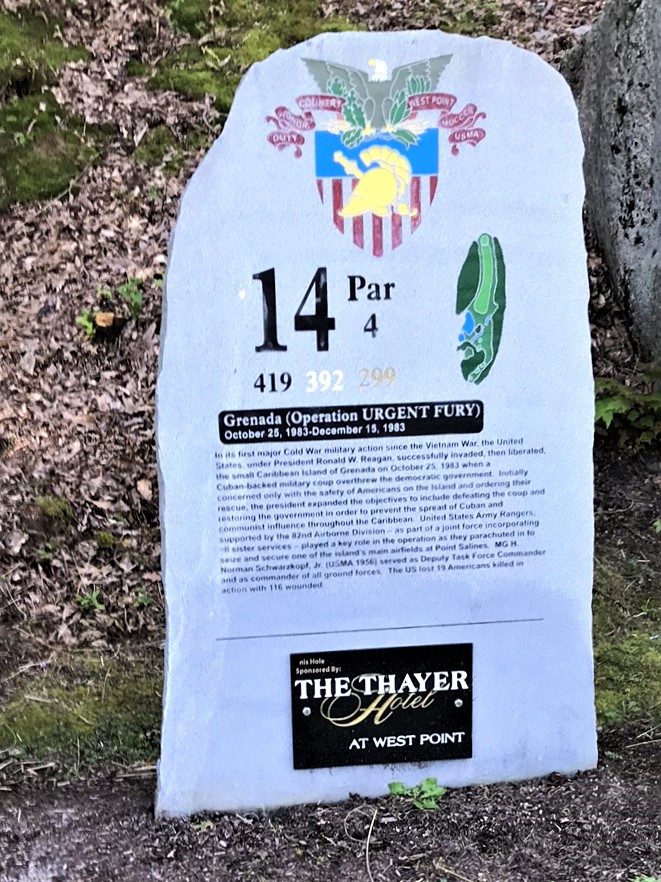 COUNTRY WEST POINT
HONOR MDCCCII
DUTY USMA
14 Par
4
419 392 299
Grenada (Operation URGENT FURY)
October 25, 1983-December 15, 1983
In its first major Cold War military action since the Vietnam War, the United
States, under President Ronald W. Reagan, successfully invaded, then liberated,
the small Caribbean Island of Grenada on October 25, 1983 when a
Cuban-backed military coup overthrew the democratic government. Initially
concerned only with the safety of Americans on the Island and ordering their
rescue, the president expanded the objectives to include defeating the coup and
restoring the government in order to prevent the spread of Cuban and
communist influence throughout the Caribbean. United States Army Rangers,
supported by the 82nd Airborne Division – as part of a joint force incorporating
all sister services – played a key role in the operation as they parachuted in to
seize and secure one of the island's main airfields at Point Salines. MG H.
Norman Schwarzkopf, Jr. (USMA 1956) served as Deputy Task Force Commander
and as commander of all ground forces. The US lost 19 Americans killed in
action with 116 wounded.
his Hole
Sponsored By:
THE THAYER
Hotel
AT WEST POINT